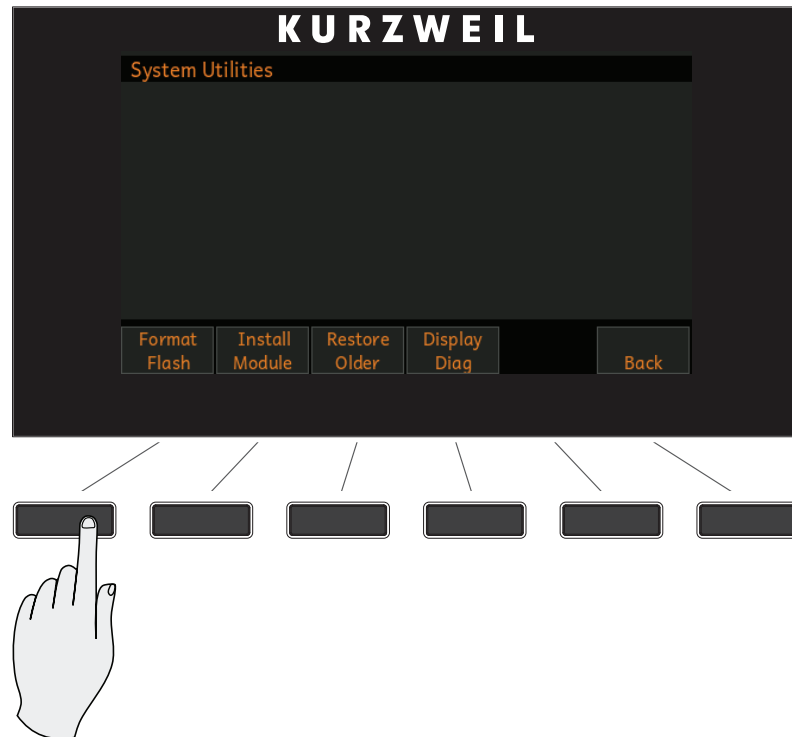 KURZWEIL
System Utilities
Format Install Restore Display
Flash Module Older Diag Back